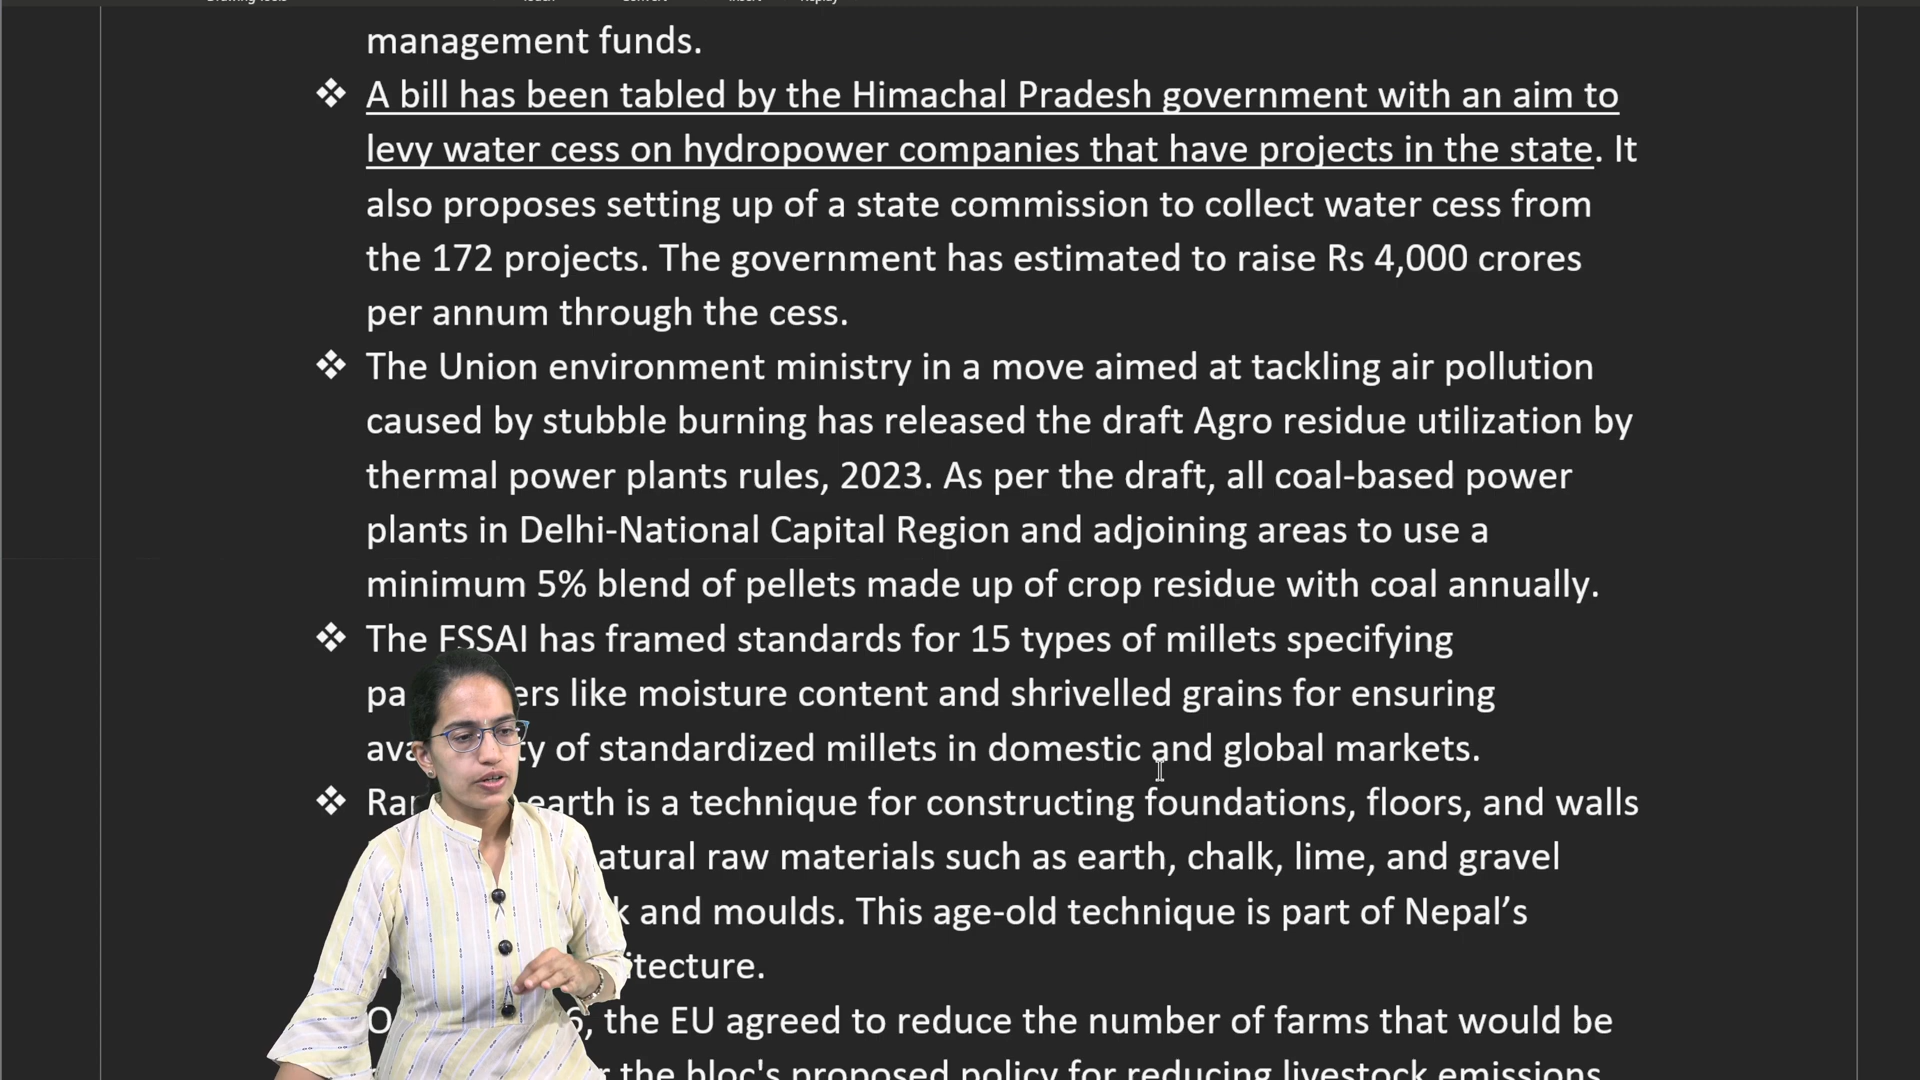 management funds.
❖ A bill has been tabled by the Himachal Pradesh government with an aim to
levy water cess on hydropower companies that have projects in the state. It
also proposes setting up of a state commission to collect water cess from
the 172 projects. The government has estimated to raise Rs 4,000 crores
per annum through the cess.
❖ The Union environment ministry in a move aimed at tackling air pollution
caused by stubble burning has released the draft Agro residue utilization by
thermal power plants rules, 2023. As per the draft, all coal-based power
plants in Delhi-National Capital Region and adjoining areas to use a
minimum 5% blend of pellets made up of crop residue with coal annually.
❖ The FSSAI has framed standards for 15 types of millets specifying
like moisture content and shrivelled grains for ensuring
of standardized millets in domestic and global markets.
❖ earth is a technique for constructing foundations, floors, and walls
raw materials such as earth, chalk, lime, and gravel
and moulds. This age-old technique is part of Nepal's
the EU agreed to reduce the number of farms that would be
the bloc's proposed policy for reducing livestock emissions